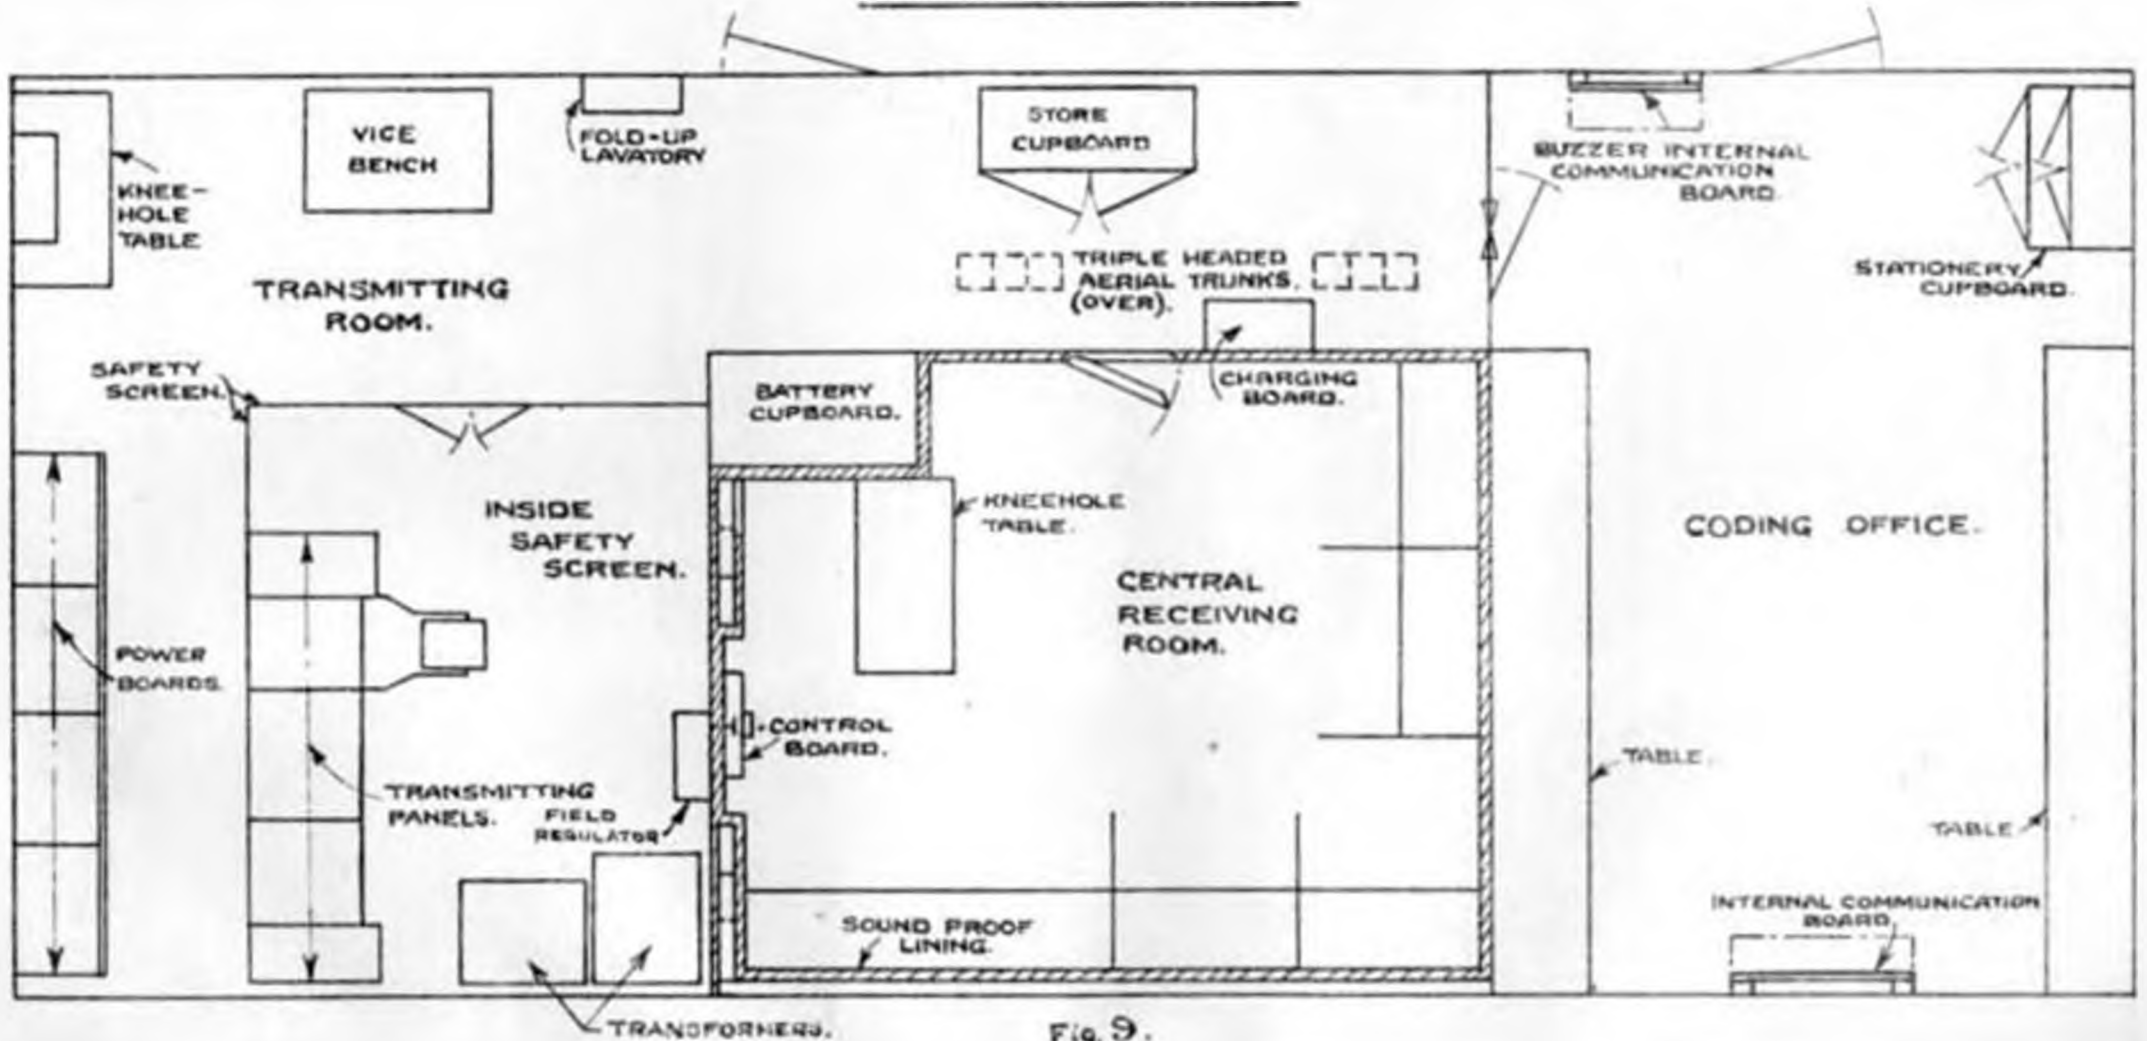 VICE
BENCH
FOLD-UP
LAVATORY
STORE
CUPBOARD
BUZZER INTERNAL
COMMUNICATION
BOARD.
KNEE-
HOLE
TABLE
TRIPLE HEADED
AERIAL TRUNKS.
(OVER).
STATIONERY
CUPBOARD.
TRANSMITTING
ROOM.
SAFETY
SCREEN.
BATTERY
CUPBOARD.
CHARGING
BOARD.
INSIDE
SAFETY
SCREEN.
KNEEHOLE
TABLE.
CODING OFFICE.
CENTRAL
RECEIVING
ROOM.
POWER
BOARDS.
CONTROL
BOARD.
TABLE.
TRANSMITTING
PANELS.
FIELD
REGULATOR
TABLE
SOUND PROOF
LINING.
INTERNAL COMMUNICATION
BOARD.
TRANSFORMERS.
Fig. 9.